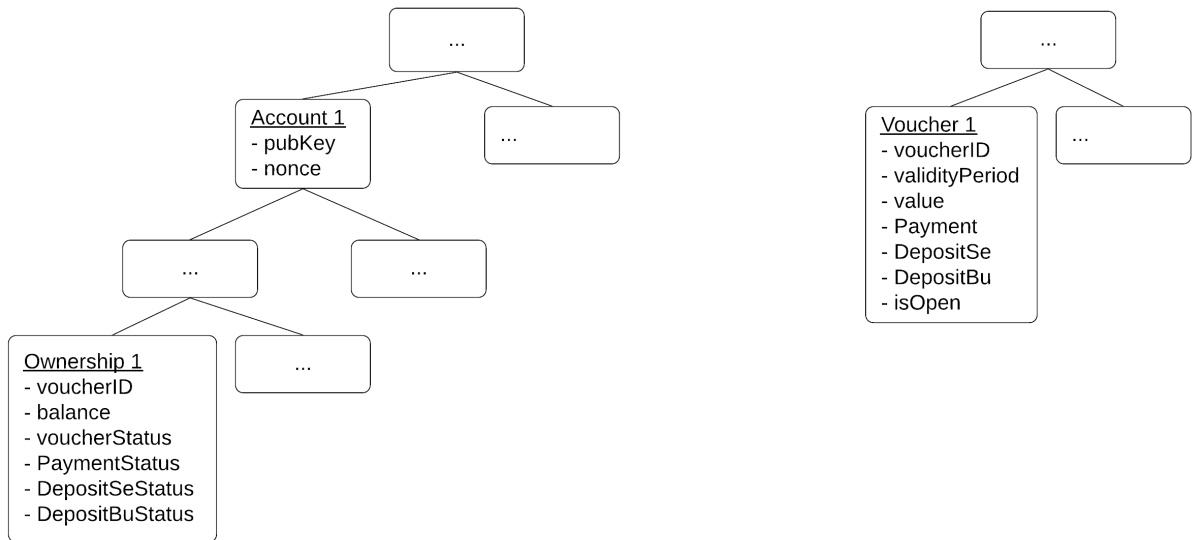 ...
Account 1
- pubKey
- nonce
...
...
...
Ownership 1
- voucherID
- balance
- voucherStatus
- PaymentStatus
- DepositSeStatus
- DepositBuStatus
...
...
Voucher 1
- voucherID
- validityPeriod
- value
- Payment
- DepositSe
- DepositBu
- isOpen
...